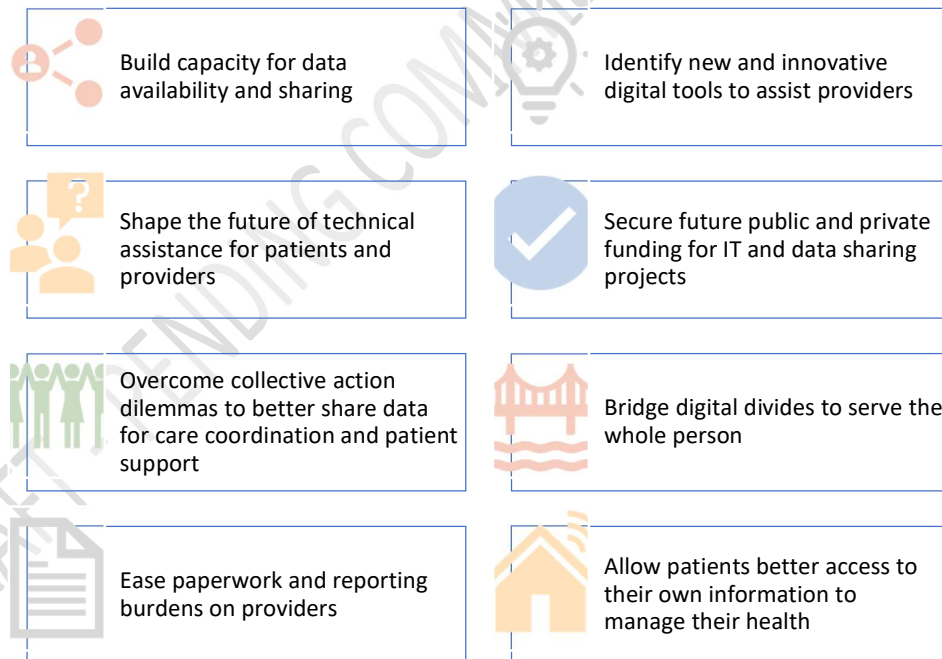 Build capacity for data
availability and sharing
Identify new and innovative
digital tools to assist providers
Shape the future of technical
assistance for patients and
providers
?
Secure future public and private
funding for IT and data sharing
projects
Overcome collective action
dilemmas to better share data
for care coordination and patient
support
Bridge digital divides to serve the
whole person
Ease paperwork and reporting
burdens on providers
Allow patients better access to
their own information to
manage their health
PENDING